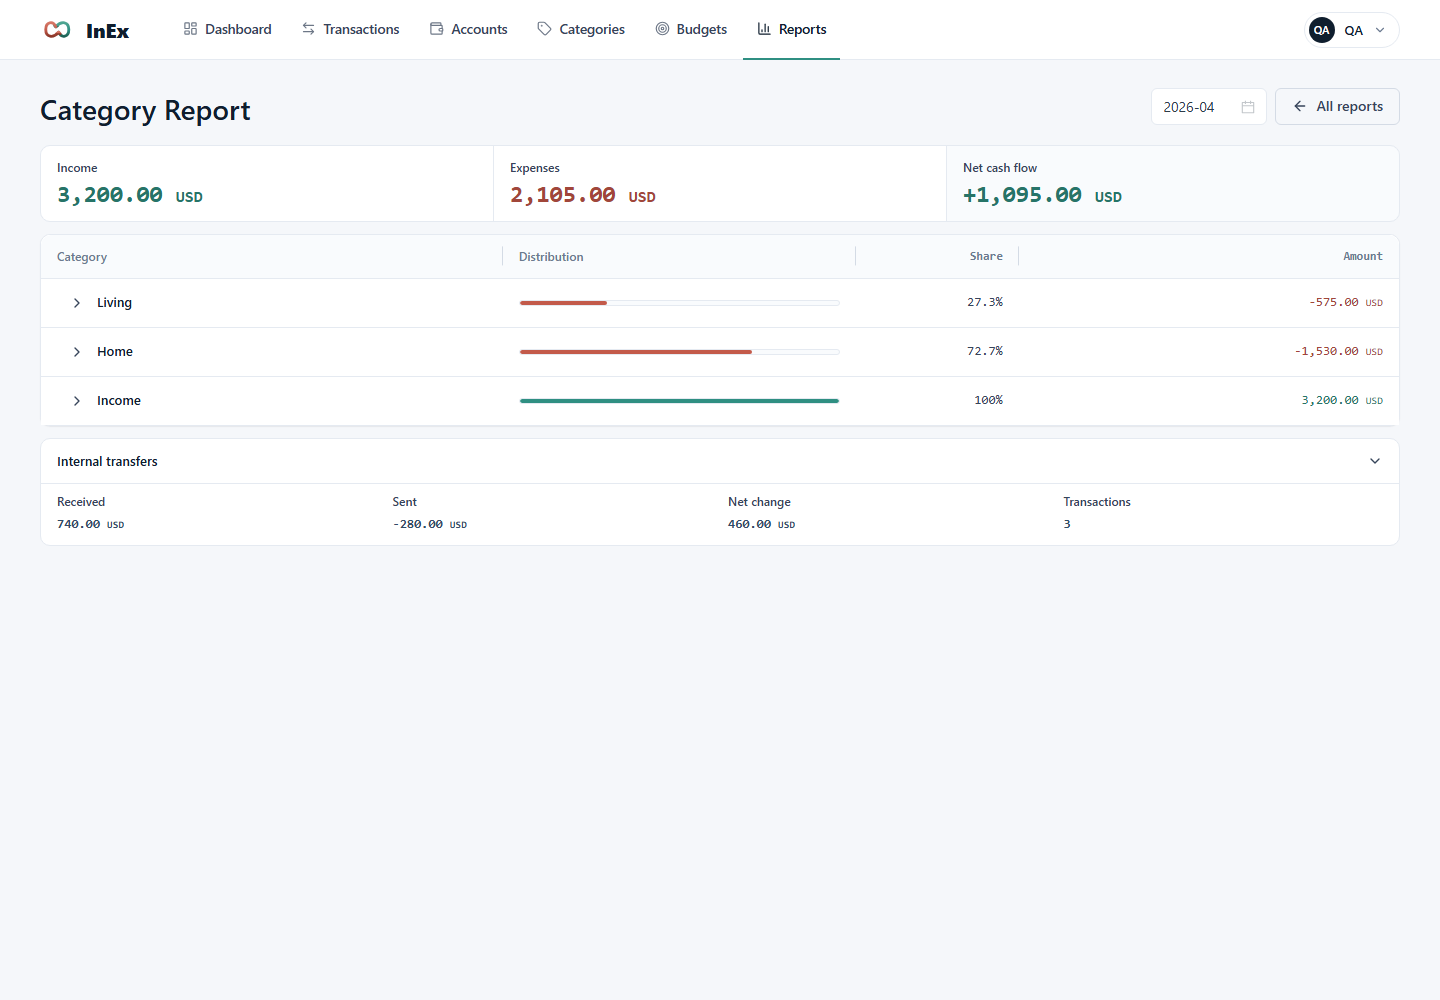 InEx Dashboard Transactions Accounts Categories Budgets Reports QA QA
Category Report 2026-04 All reports
Income Expenses Net cash flow
3,200.00 USD 2,105.00 USD +1,095.00 USD
Category Distribution Share Amount
Living 27.3% -575.00 USD
Home 72.7% -1,530.00 USD
Income 100% 3,200.00 USD
Internal transfers
Received Sent Net change Transactions
740.00 USD -280.00 USD 460.00 USD 3